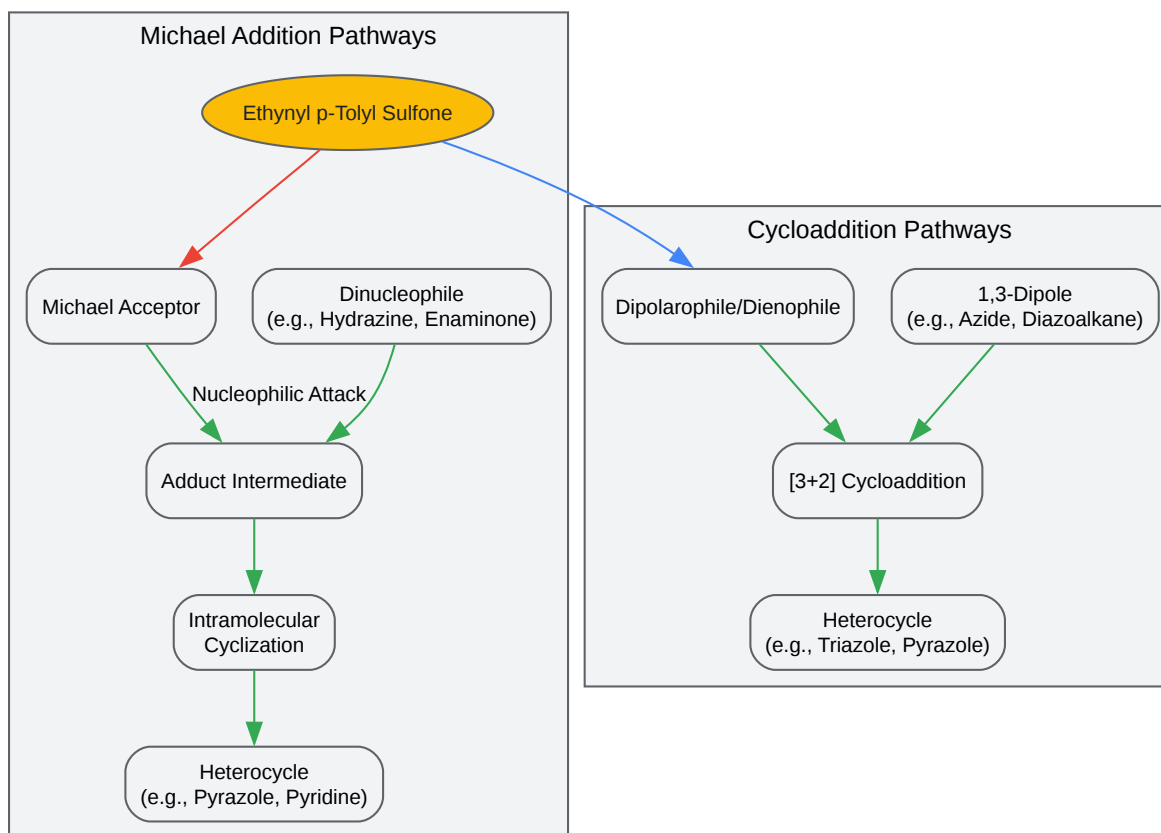 Michael Addition Pathways
Ethynyl p-Tolyl Sulfone
Michael Acceptor
Dinucleophile
(e.g., Hydrazine, Enaminone)
Nucleophilic Attack
Adduct Intermediate
Intramolecular
Cyclization
Heterocycle
(e.g., Pyrazole, Pyridine)
Cycloaddition Pathways
Dipolarophile/Dienophile
1,3-Dipole
(e.g., Azide, Diazoalkane)
[3+2] Cycloaddition
Heterocycle
(e.g., Triazole, Pyrazole)